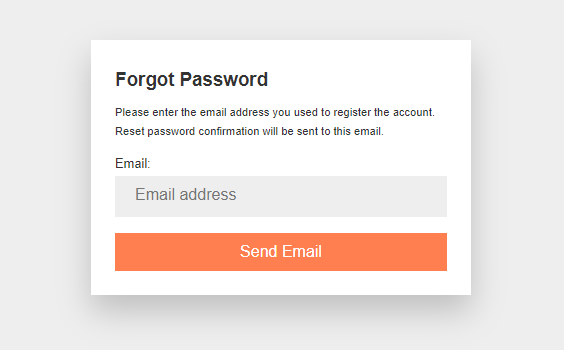 Forgot Password
Please enter the email address you used to register the account.
Reset password confirmation will be sent to this email.
Email:
Email address
Send Email